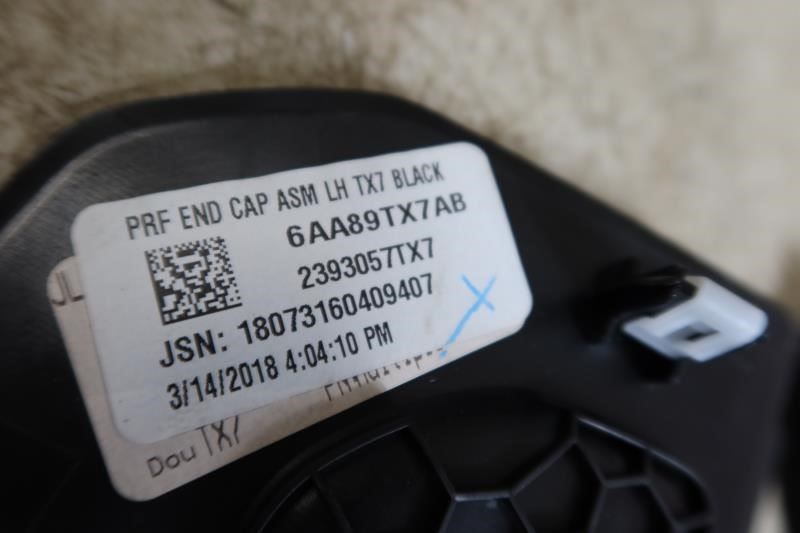 PRF END CAP ASM LH TX7 BLACK
6AA89TX7AB
2393057TX7
JSN: 18073160409407
3/14/2018 4:04:10 PM
JL
Dou TX7